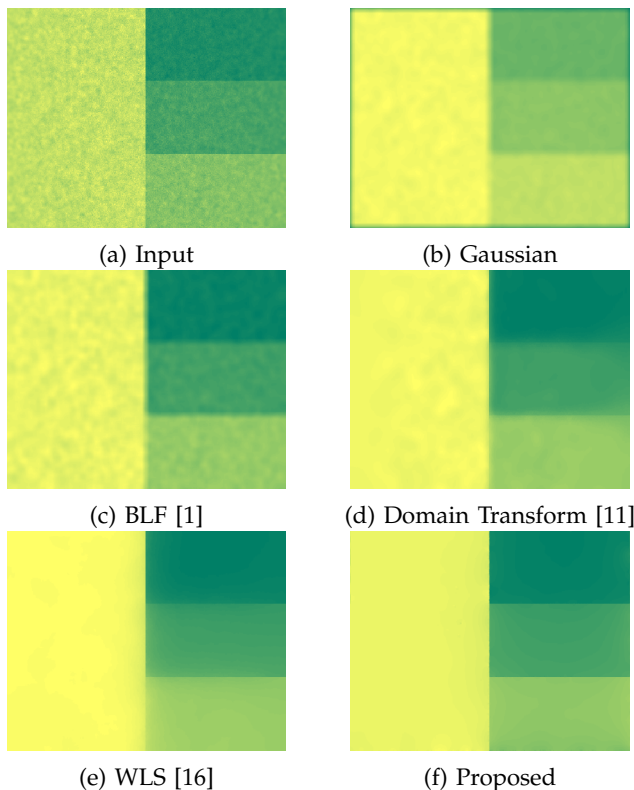 (a) Input
(b) Gaussian
(c) BLF [1]
(d) Domain Transform [11]
(e) WLS [16]
(f) Proposed